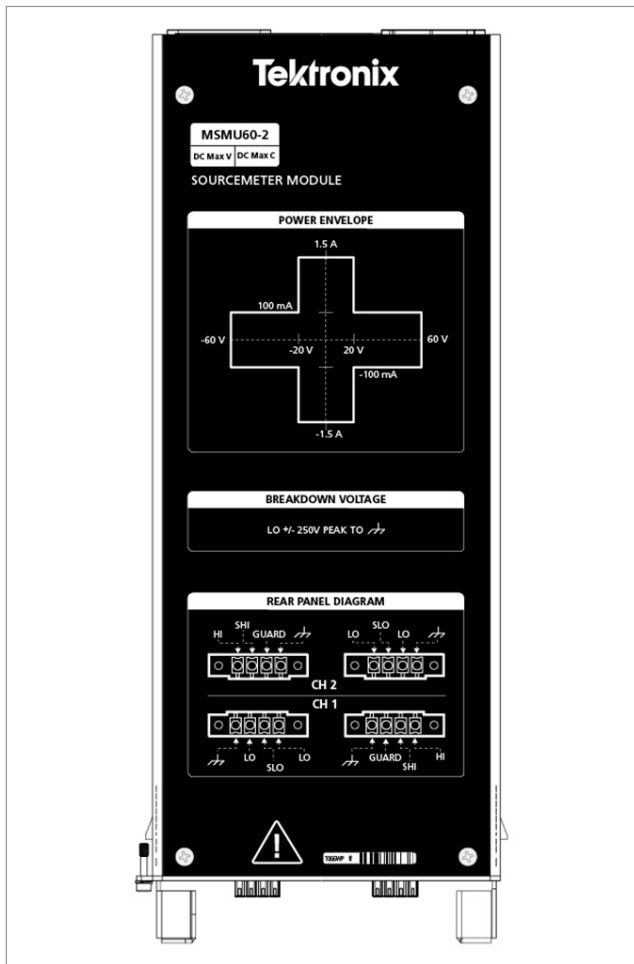 Tektronix
MSMU60-2
DC Max V DC Max C
SOURCEMETER MODULE
POWER ENVELOPE
1.5 A
100 mA
-60 V
60 V
-20 V
20 V
-100 mA
-1.5 A
BREAKDOWN VOLTAGE
LO +/- 250V PEAK TO
REAR PANEL DIAGRAM
HI SHI GUARD
LO SLO LO
CH 2
CH 1
LO SLO LO
GUARD SHI HI